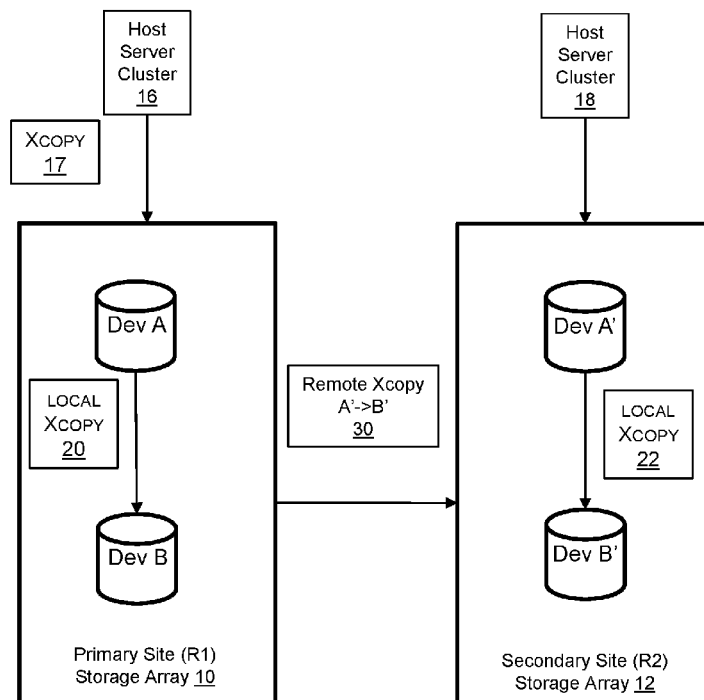 Host
Server
Cluster
16
Host
Server
Cluster
18
XCOPY
17
Dev A
Dev A’
LOCAL
XCOPY
20
Remote Xcopy
A’->B’
30
LOCAL
XCOPY
22
Dev B
Dev B’
Primary Site (R1)
Storage Array 10
Secondary Site (R2)
Storage Array 12